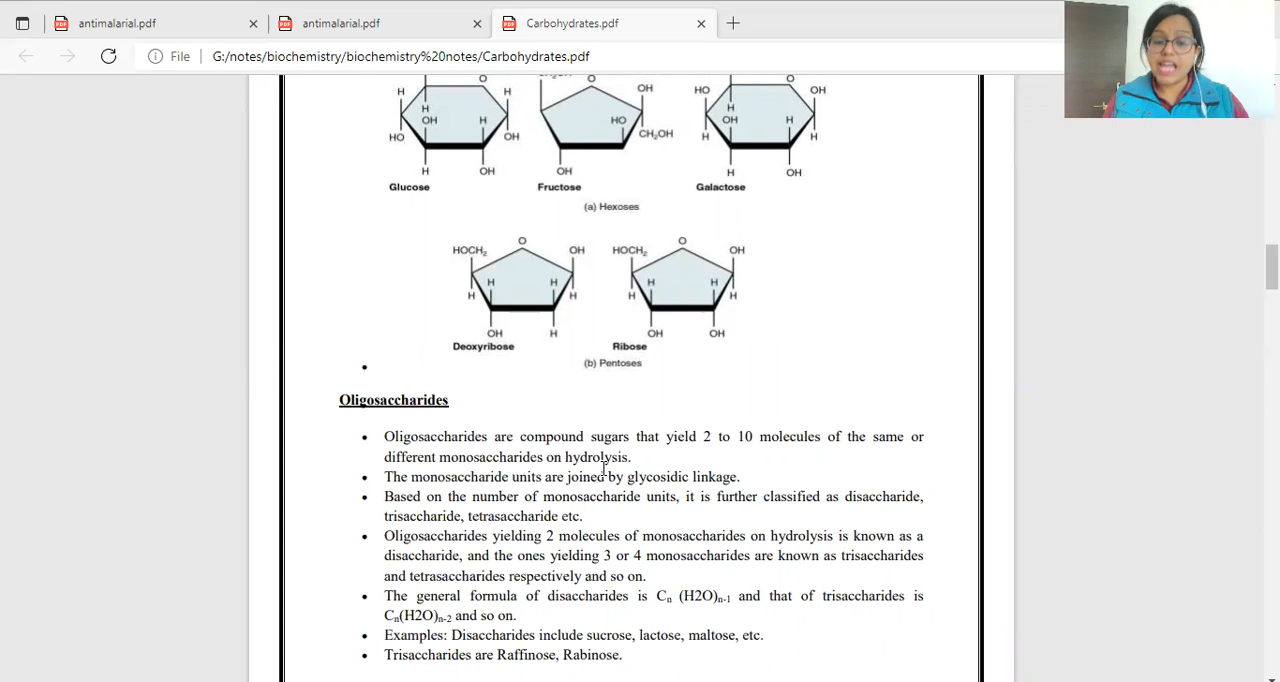 antimalarial.pdf
antimalarial.pdf
Carbohydrates.pdf
File G:/notes/biochemistry/biochemistry%20notes/Carbohydrates.pdf
H O H OH HO O OH
H H
OH H HO OH H
HO OH CH₂OH H H
H OH OH H OH
Glucose Fructose Galactose
(a) Hexoses
O O
HOCH₂ OH HOCH₂ OH
H H H H
H H H H
OH H OH OH
Deoxyribose Ribose
(b) Pentoses
Oligosaccharides
• Oligosaccharides are compound sugars that yield 2 to 10 molecules of the same or
different monosaccharides on hydrolysis.
• The monosaccharide units are joined by glycosidic linkage.
• Based on the number of monosaccharide units, it is further classified as disaccharide,
trisaccharide, tetrasaccharide etc.
• Oligosaccharides yielding 2 molecules of monosaccharides on hydrolysis is known as a
disaccharide, and the ones yielding 3 or 4 monosaccharides are known as trisaccharides
and tetrasaccharides respectively and so on.
• The general formula of disaccharides is Cₙ (H2O)ₙ₋₁ and that of trisaccharides is
Cₙ(H2O)ₙ₋₂ and so on.
• Examples: Disaccharides include sucrose, lactose, maltose, etc.
• Trisaccharides are Raffinose, Rabinose.